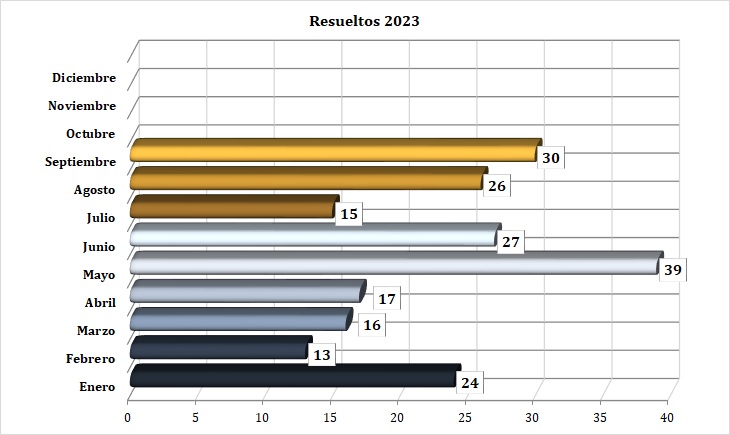 Resueltos 2023
Diciembre
Noviembre
Octubre
Septiembre 30
Agosto 26
Julio 15
Junio 27
Mayo 39
Abril 17
Marzo 16
Febrero 13
Enero 24
0 5 10 15 20 25 30 35 40